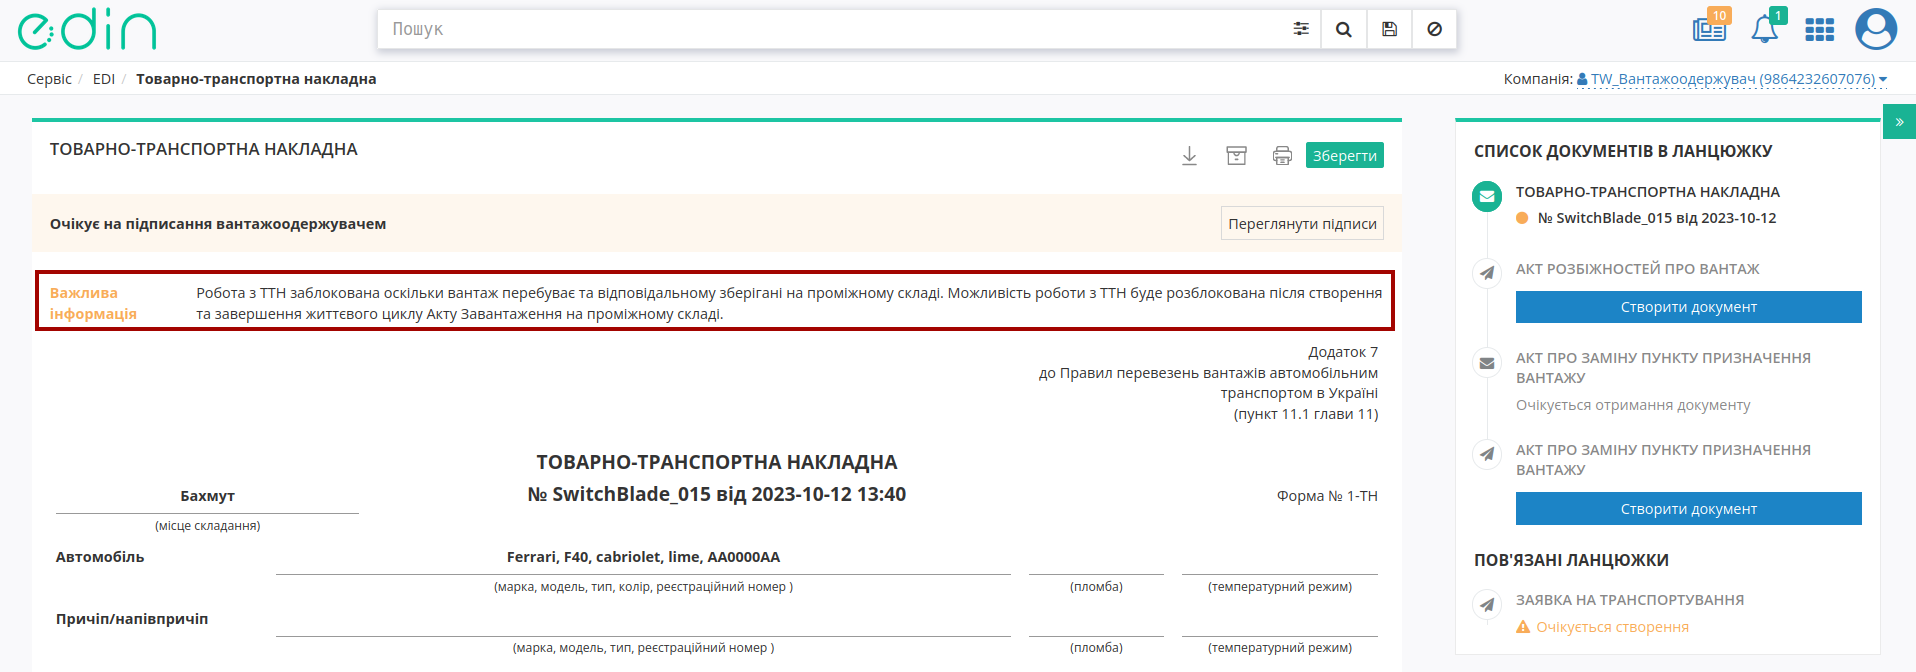 edin
Пошук
10
1
Сервіс / EDI / Товарно-транспортна накладна
Компанія: TW_Вантажоодержувач (9864232607076)
ТОВАРНО-ТРАНСПОРТНА НАКЛАДНА
Зберегти
Очікує на підписання вантажоодержувачем
Переглянути підписи
Важлива
інформація
Робота з ТТН заблокована оскільки вантаж перебуває та відповідальному зберігані на проміжному складі. Можливість роботи з ТТН буде розблокована після створення
та завершення життєвого циклу Акту Завантаження на проміжному складі.
Додаток 7
до Правил перевезень вантажів автомобільним
транспортом в Україні
(пункт 11.1 глави 11)
ТОВАРНО-ТРАНСПОРТНА НАКЛАДНА
Бахмут
№ SwitchBlade_015 від 2023-10-12 13:40
Форма № 1-ТН
(місце складання)
Автомобіль
Ferrari, F40, cabriolet, lime, AA0000AA
(марка, модель, тип, колір, реєстраційний номер )
(пломба)
(температурний режим)
Причіп/напівпричіп
(марка, модель, тип, реєстраційний номер )
(пломба)
(температурний режим)
»
СПИСОК ДОКУМЕНТІВ В ЛАНЦЮЖКУ
ТОВАРНО-ТРАНСПОРТНА НАКЛАДНА
№ SwitchBlade_015 від 2023-10-12
АКТ РОЗБІЖНОСТЕЙ ПРО ВАНТАЖ
Створити документ
АКТ ПРО ЗАМІНУ ПУНКТУ ПРИЗНАЧЕННЯ
ВАНТАЖУ
Очікується отримання документу
АКТ ПРО ЗАМІНУ ПУНКТУ ПРИЗНАЧЕННЯ
ВАНТАЖУ
Створити документ
ПОВ'ЯЗАНІ ЛАНЦЮЖКИ
ЗАЯВКА НА ТРАНСПОРТУВАННЯ
Очікується створення